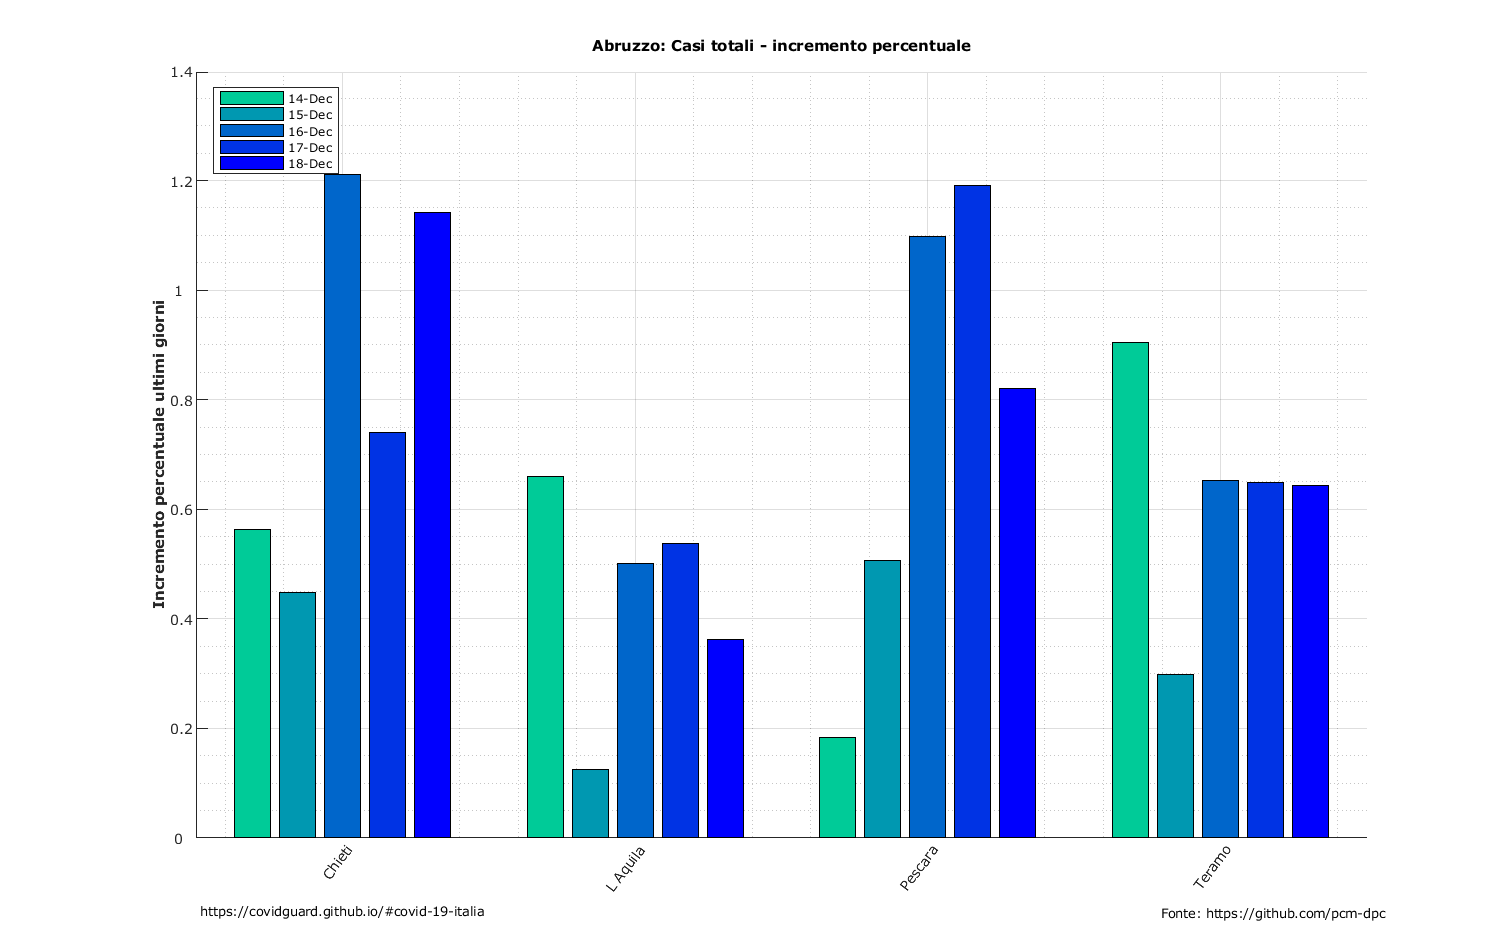 Abruzzo: Casi totali - incremento percentuale
1.4
1.2
1
0.8
0.6
0.4
0.2
0
Incremento percentuale ultimi giorni
14-Dec
15-Dec
16-Dec
17-Dec
18-Dec
Chieti
L Aquila
Pescara
Teramo
https://covidguard.github.io/#covid-19-italia
Fonte: https://github.com/pcm-dpc